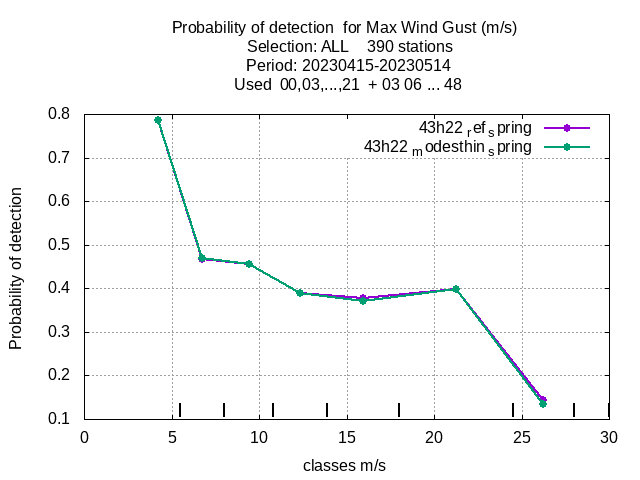 Probability of detection  for Max Wind Gust (m/s)
Selection: ALL    390 stations
Period: 20230415-20230514
Used  00,03,...,21  + 03 06 ... 48
43h22 ref spring
43h22 modesthin spring
Probability of detection
0.8
0.7
0.6
0.5
0.4
0.3
0.2
0.1
0 5 10 15 20 25 30
classes m/s